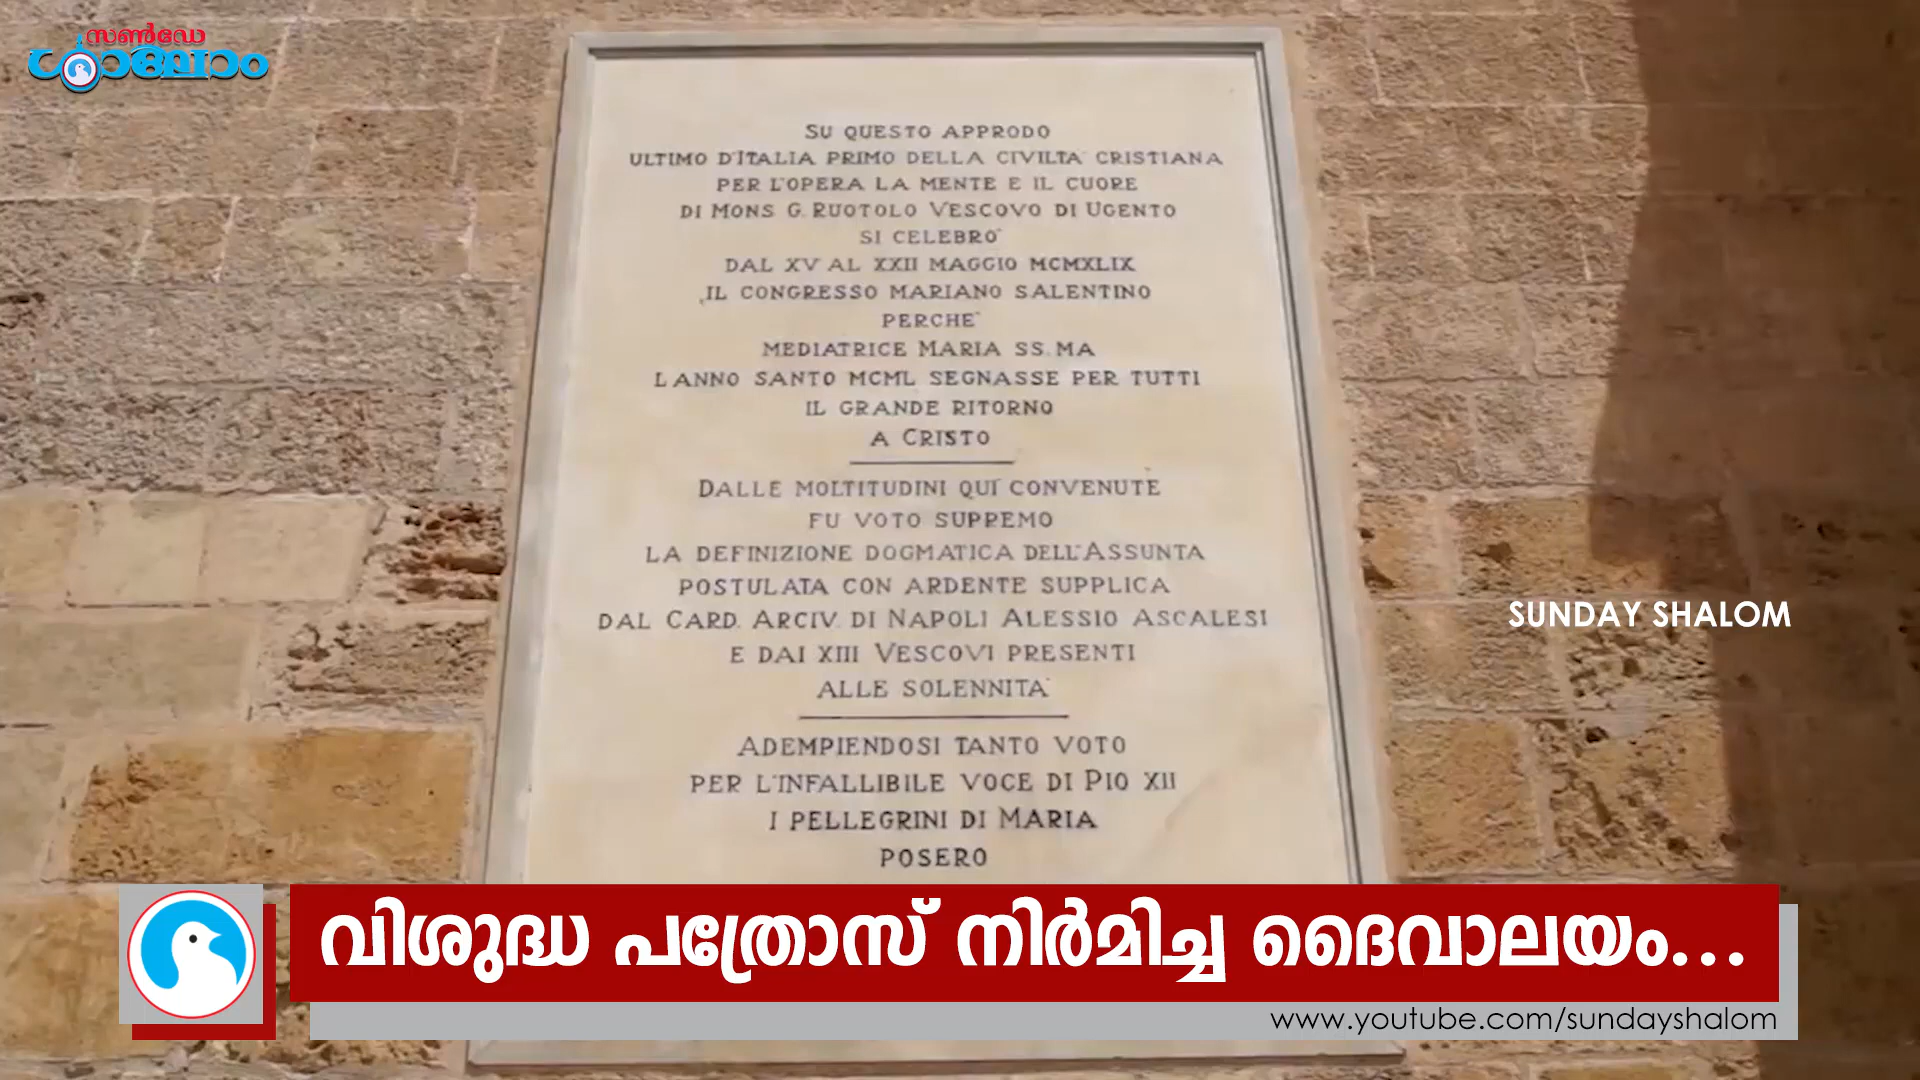 സൺഡേ
ശാലോം
SU QUESTO APPRODO
ULTIMO D'ITALIA PRIMO DELLA CIVILTA' CRISTIANA
PER L'OPERA LA MENTE E IL CUORE
DI MONS G. RUOTOLO VESCOVO DI UGENTO
SI CELEBRO'
DAL XV AL XXII MAGGIO MCMXLIX
IL CONGRESSO MARIANO SALENTINO
PERCHE'
MEDIATRICE MARIA SS. MA
L ANNO SANTO MCML SEGNASSE PER TUTTI
IL GRANDE RITORNO
A CRISTO
DALLE MOLTITUDINI QUI CONVENUTE
FU VOTO SUPREMO
LA DEFINIZIONE DOGMATICA DELL'ASSUNTA
POSTULATA CON ARDENTE SUPPLICA
DAL CARD. ARCIV. DI NAPOLI ALESSIO ASCALESI
E DAI XIII VESCOVI PRESENTI
ALLE SOLENNITA'
ADEMPIENDOSI TANTO VOTO
PER L'INFALLIBILE VOCE DI PIO XII
I PELLEGRINI DI MARIA
POSERO
SUNDAY SHALOM
വിശുദ്ധ പത്രോസ് നിർമിച്ച ദൈവാലയം...
www.youtube.com/sundayshalom